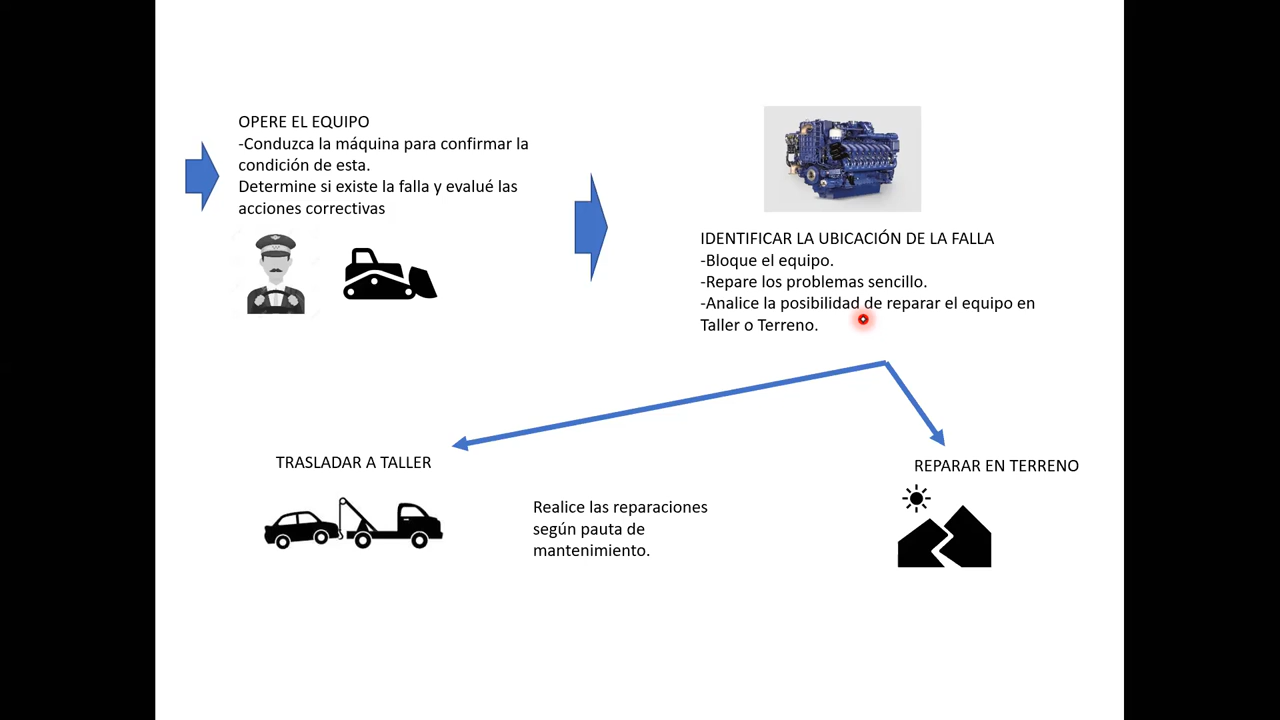 OPERE EL EQUIPO
-Conduzca la máquina para confirmar la
condición de esta.
Determine si existe la falla y evalué las
acciones correctivas
IDENTIFICAR LA UBICACIÓN DE LA FALLA
-Bloque el equipo.
-Repare los problemas sencillo.
-Analice la posibilidad de reparar el equipo en
Taller o Terreno.
TRASLADAR A TALLER
Realice las reparaciones
según pauta de
mantenimiento.
REPARAR EN TERRENO